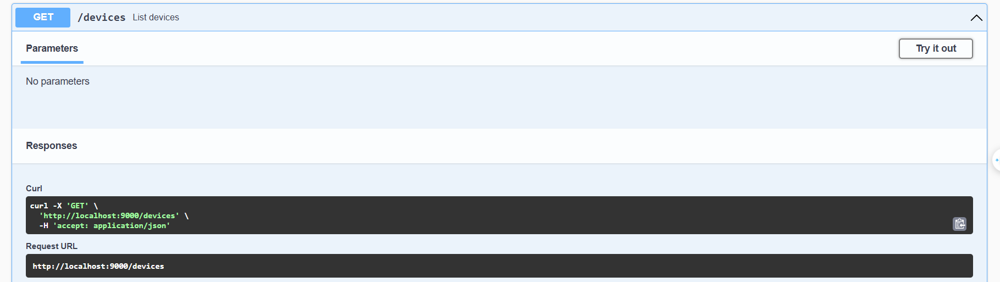 GET /devices List devices
Parameters
Try it out
No parameters
Responses
Curl
curl -X 'GET' \
  'http://localhost:9000/devices' \
  -H 'accept: application/json'
Request URL
http://localhost:9000/devices